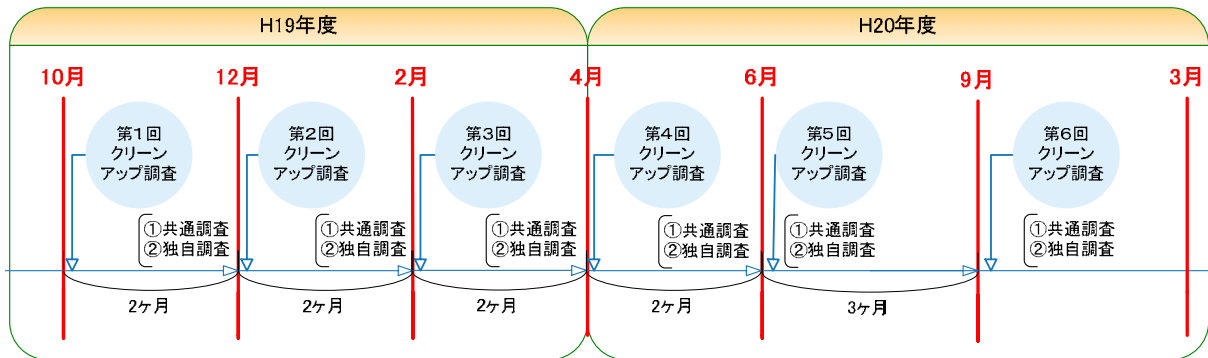 H19年度
H20年度
10月
12月
2月
4月
6月
9月
3月
第1回
クリーン
アップ調査
第2回
クリーン
アップ調査
第3回
クリーン
アップ調査
第4回
クリーン
アップ調査
第5回
クリーン
アップ調査
第6回
クリーン
アップ調査
①共通調査
②独自調査
①共通調査
②独自調査
①共通調査
②独自調査
①共通調査
②独自調査
①共通調査
②独自調査
①共通調査
②独自調査
2ヶ月
2ヶ月
2ヶ月
2ヶ月
3ヶ月